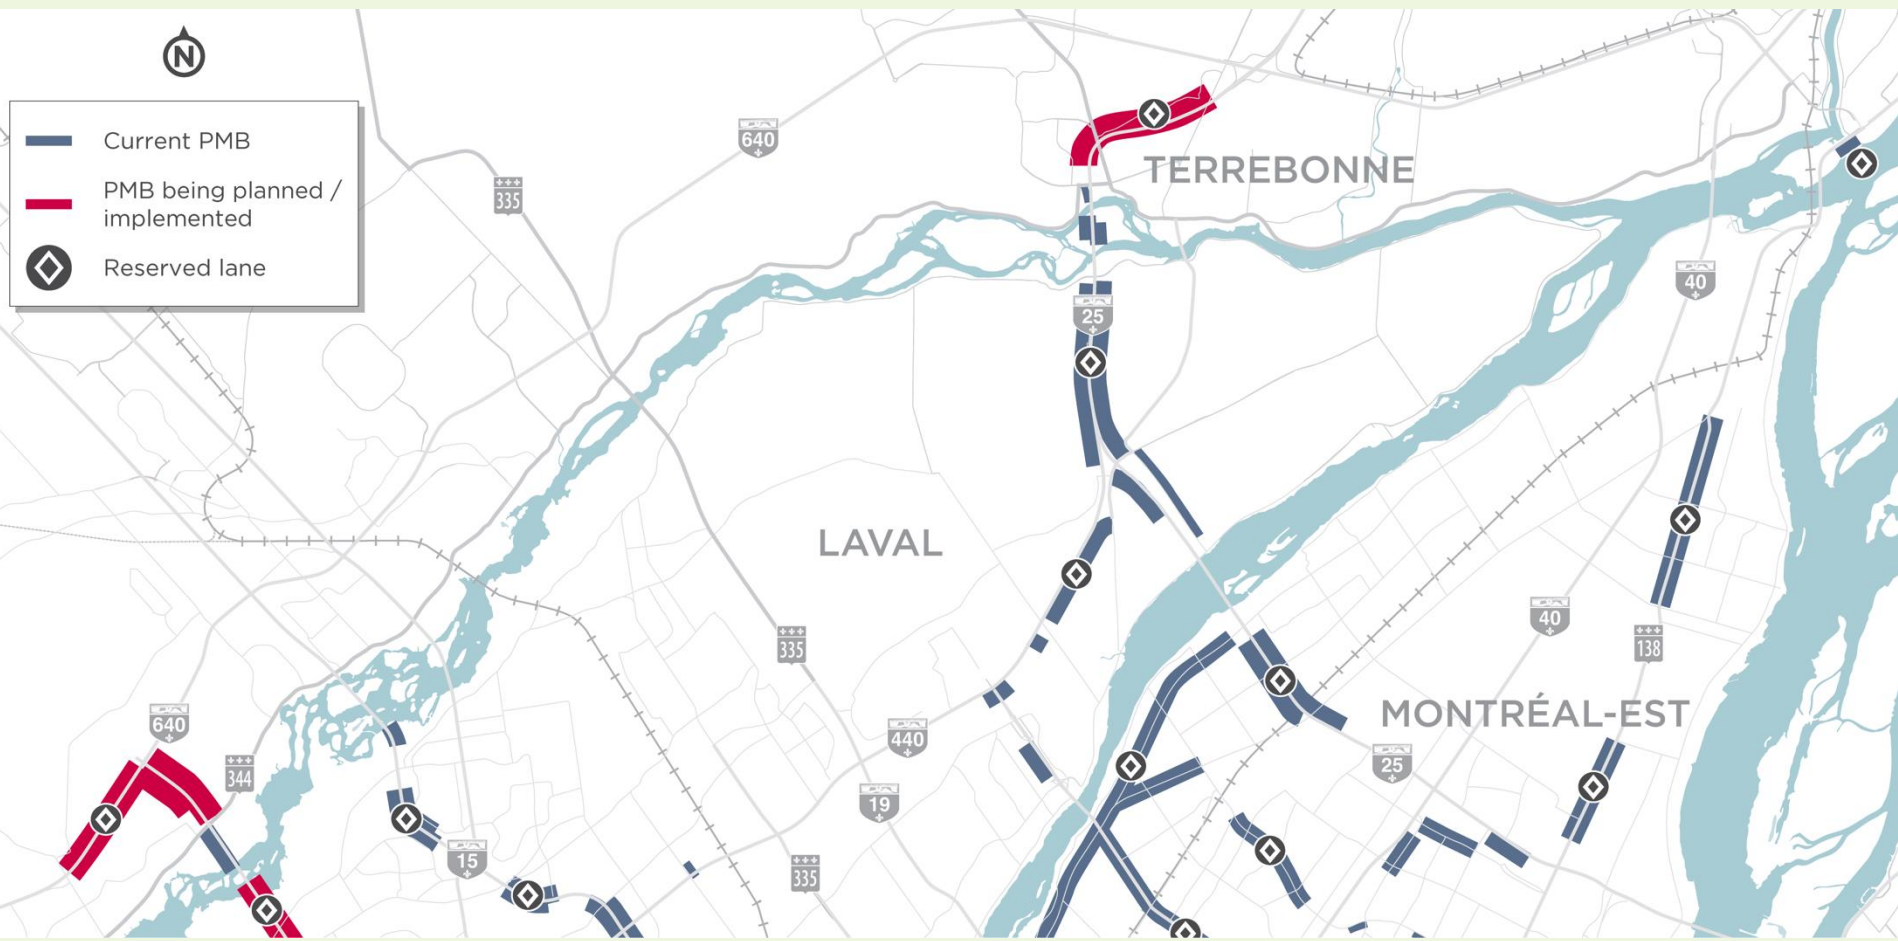 N
Current PMB
PMB being planned /
implemented
Reserved lane
640
335
TERREBONNE
40
25
LAVAL
335
40
138
640
344
440
MONTRÉAL-EST
25
19
15
335